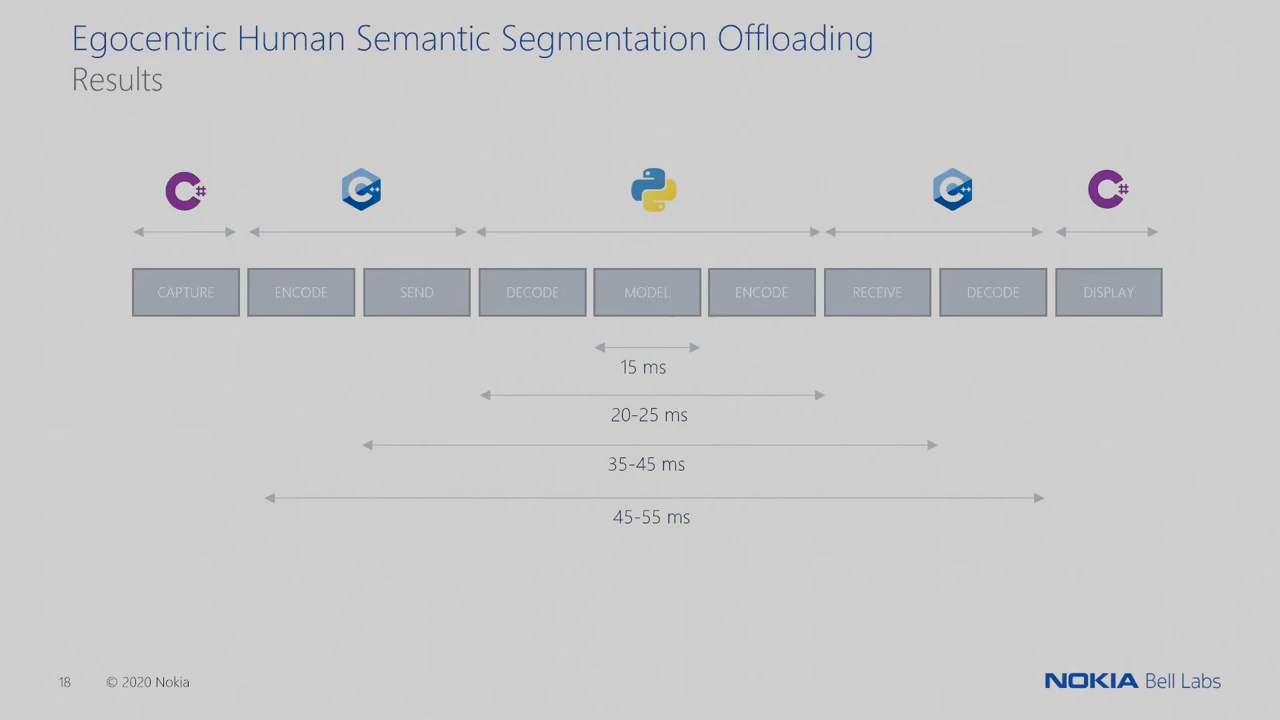 Egocentric Human Semantic Segmentation Offloading
Results
C# C++ C++ C#
CAPTURE ENCODE SEND DECODE MODEL ENCODE RECEIVE DECODE DISPLAY
15 ms
20-25 ms
35-45 ms
45-55 ms
18 © 2020 Nokia NOKIA Bell Labs